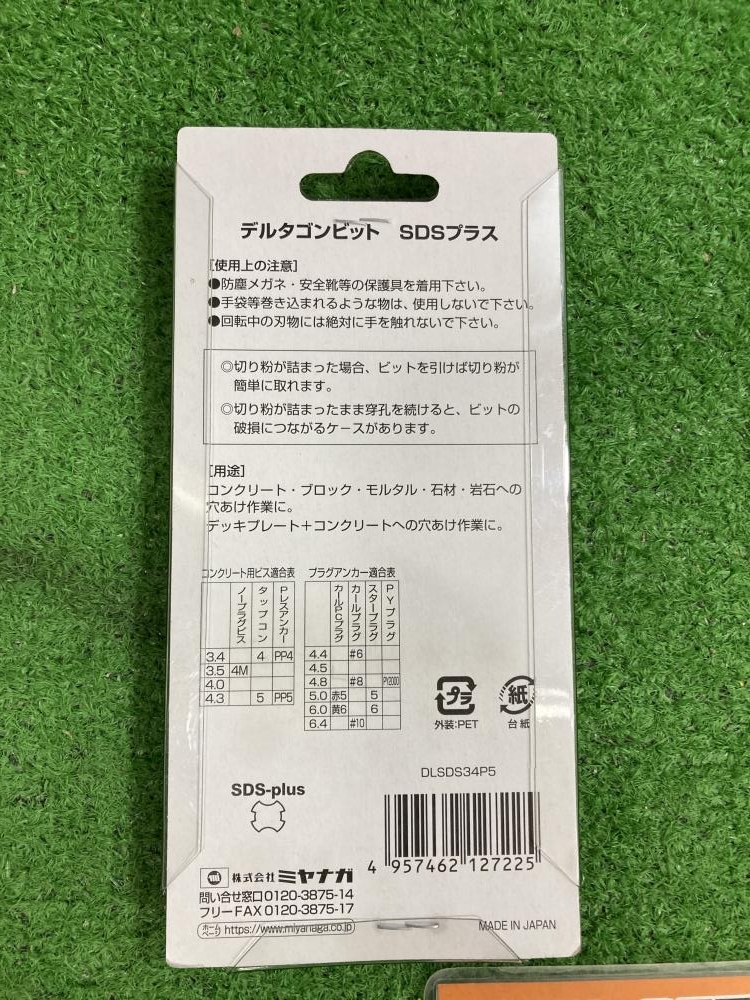 デルタゴンビット SDSプラス
[使用上の注意]
●防塵メガネ・安全靴等の保護具を着用下さい。
●手袋等巻き込まれるような物は、使用しないで下さい。
●回転中の刃物には絶対に手を触れないで下さい。
◎切り粉が詰まった場合、ビットを引けば切り粉が
簡単に取れます。
◎切り粉が詰まったまま穿孔を続けると、ビットの
破損につながるケースがあります。
[用途]
コンクリート・ブロック・モルタル・石材・岩石への
穴あけ作業に。
デッキプレート+コンクリートへの穴あけ作業に。
コンクリート用ビス適合表
ノープラグビス タップコン Pレスアンカー
3.4 4 PP4
3.5 4M
4.0
4.3 5 PP5
プラグアンカー適合表
カールPCプラグ カールプラグ スタープラグ PYプラグ
4.4 #6
4.5
4.8 #8 PY2000
5.0 赤5 5
6.0 黄6 6
6.4 #10
プラ
外装:PET
紙
台紙
DLSDS34P5
SDS-plus
4 957462 127225
株式会社 ミヤナガ
問い合せ窓口 0120-3875-14
フリーFAX 0120-3875-17
ホームページ https://www.miyanaga.co.jp
MADE IN JAPAN